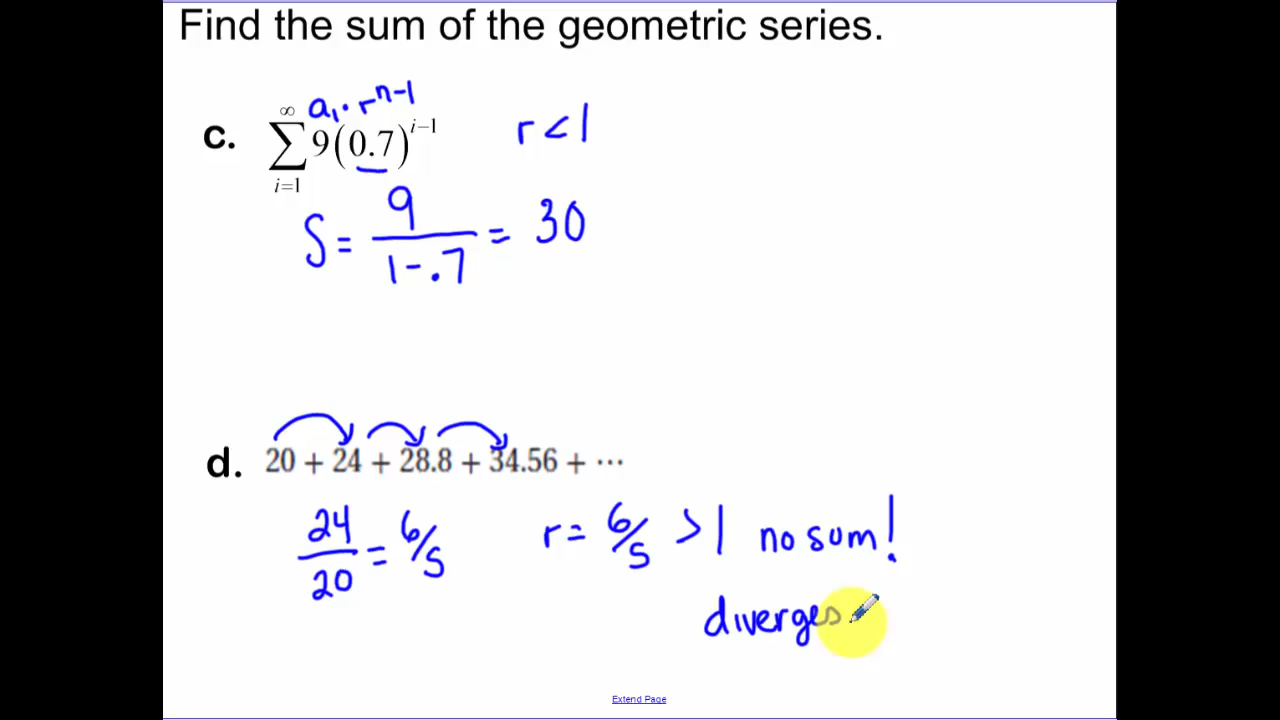 Find the sum of the geometric series.
a₁ · rⁿ⁻¹
c. ∞ ∑ i=1 9(0.7)^{i−1} r < 1
S = 9 / 1 − .7 = 30
d. 20 + 24 + 28.8 + 34.56 + ⋯
24/20 = 6/5 r = 6/5 > 1 no sum!
diverges
Extend Page